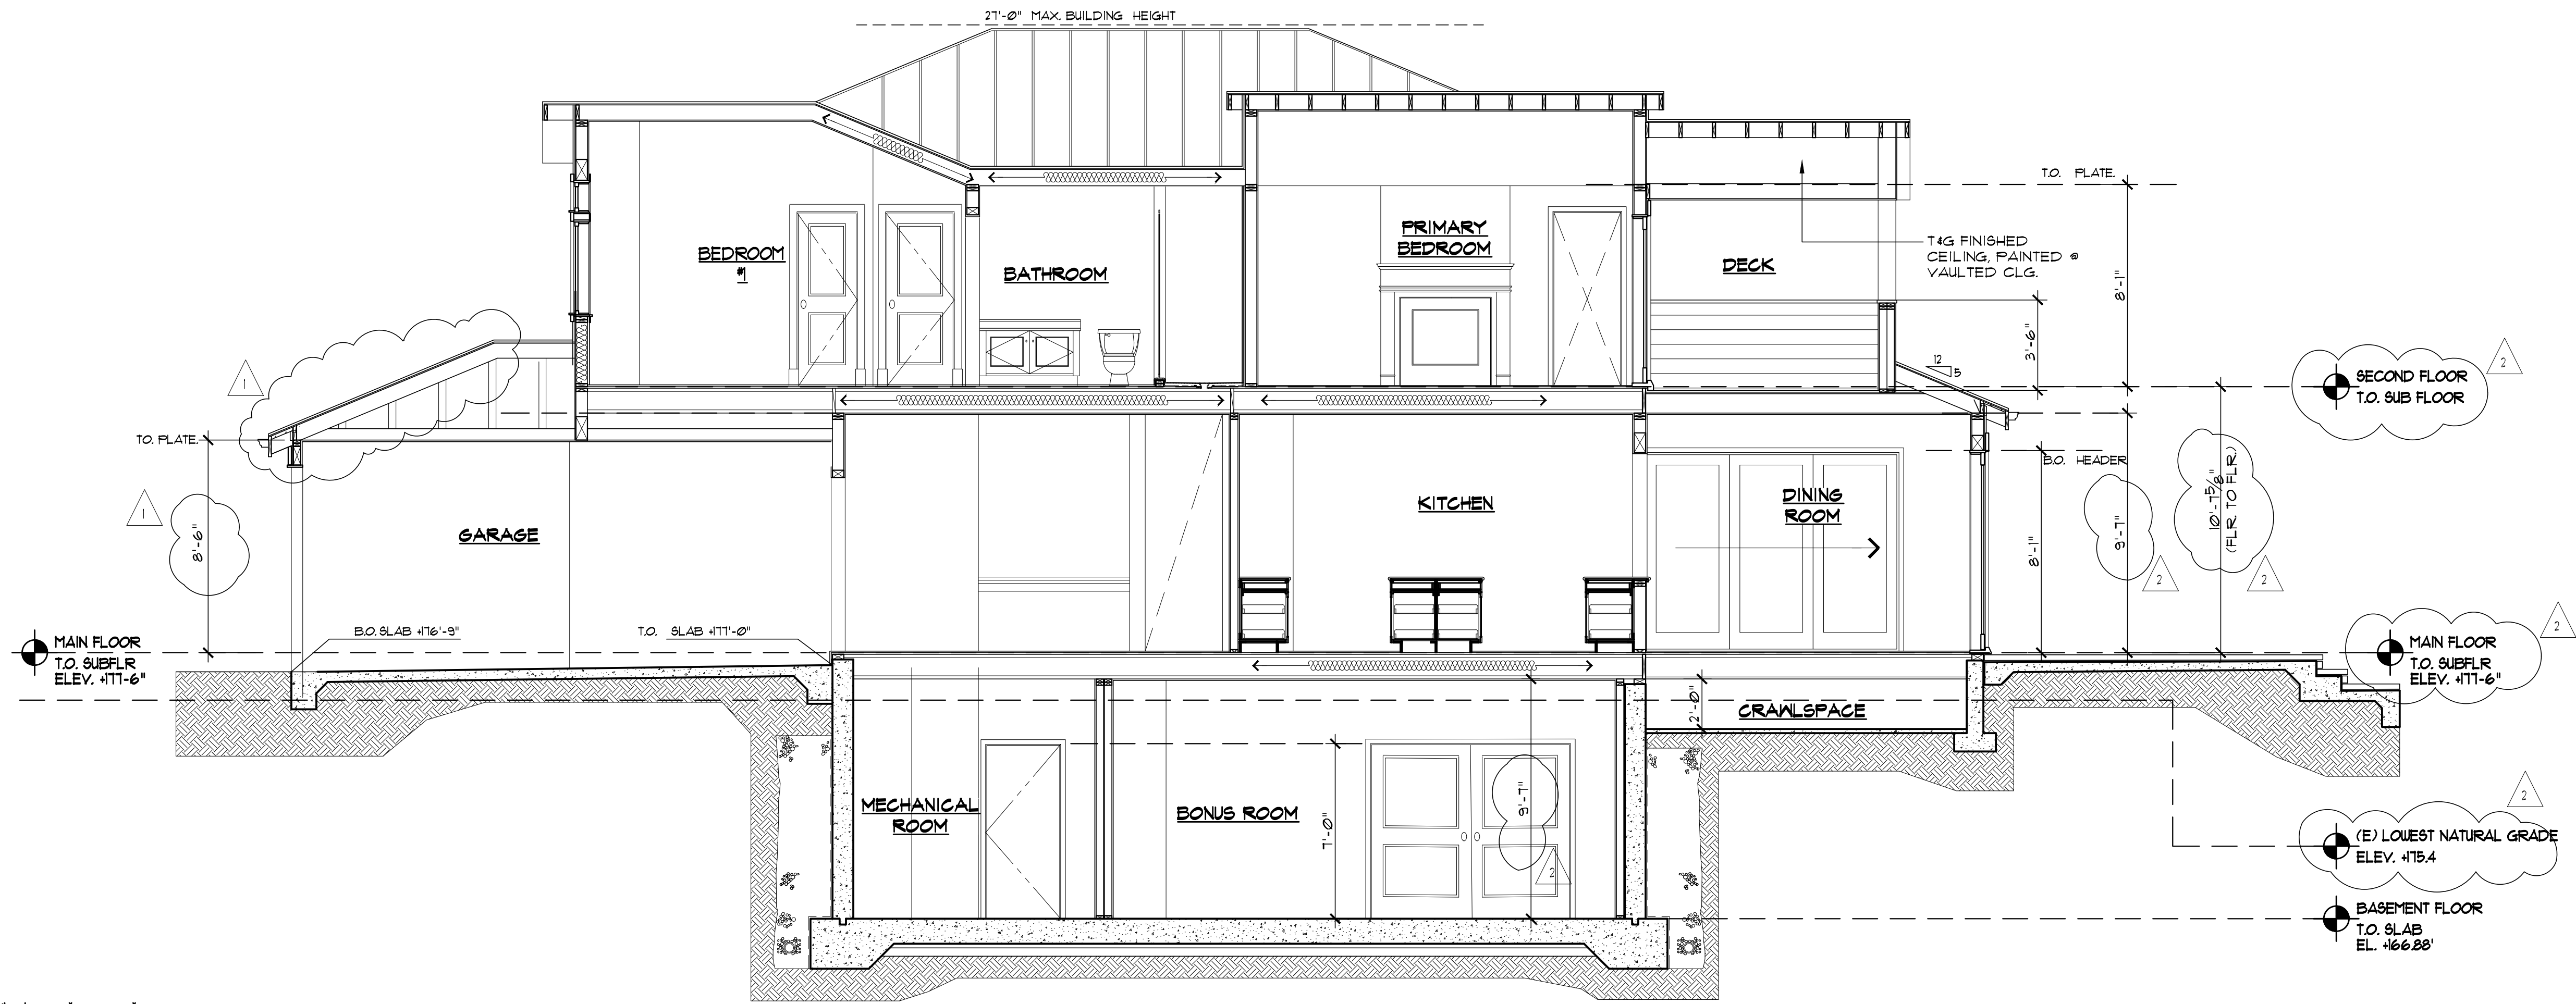 27'-0" MAX. BUILDING HEIGHT
T.O. PLATE.
PRIMARY
BEDROOM
BEDROOM
#1
BATHROOM
DECK
T&G FINISHED
CEILING, PAINTED @
VAULTED CLG.
8'-1"
3'-6"
12
5
2
SECOND FLOOR
T.O. SUB FLOOR
1
T.O. PLATE.
B.O. HEADER
1
8'-6"
GARAGE
KITCHEN
DINING
ROOM
8'-1"
9'-7"
2
10'-7 5/8"
(FLR. TO FLR.)
2
2
MAIN FLOOR
T.O. SUBFLR
ELEV. +177-6"
B.O. SLAB +176'-9"
T.O. SLAB +177'-0"
MAIN FLOOR
T.O. SUBFLR
ELEV. +177-6"
2'-0"
CRAWLSPACE
MECHANICAL
ROOM
BONUS ROOM
7'-0"
9'-7"
2
2
(E) LOWEST NATURAL GRADE
ELEV. +175.4
BASEMENT FLOOR
T.O. SLAB
EL. +166.88'